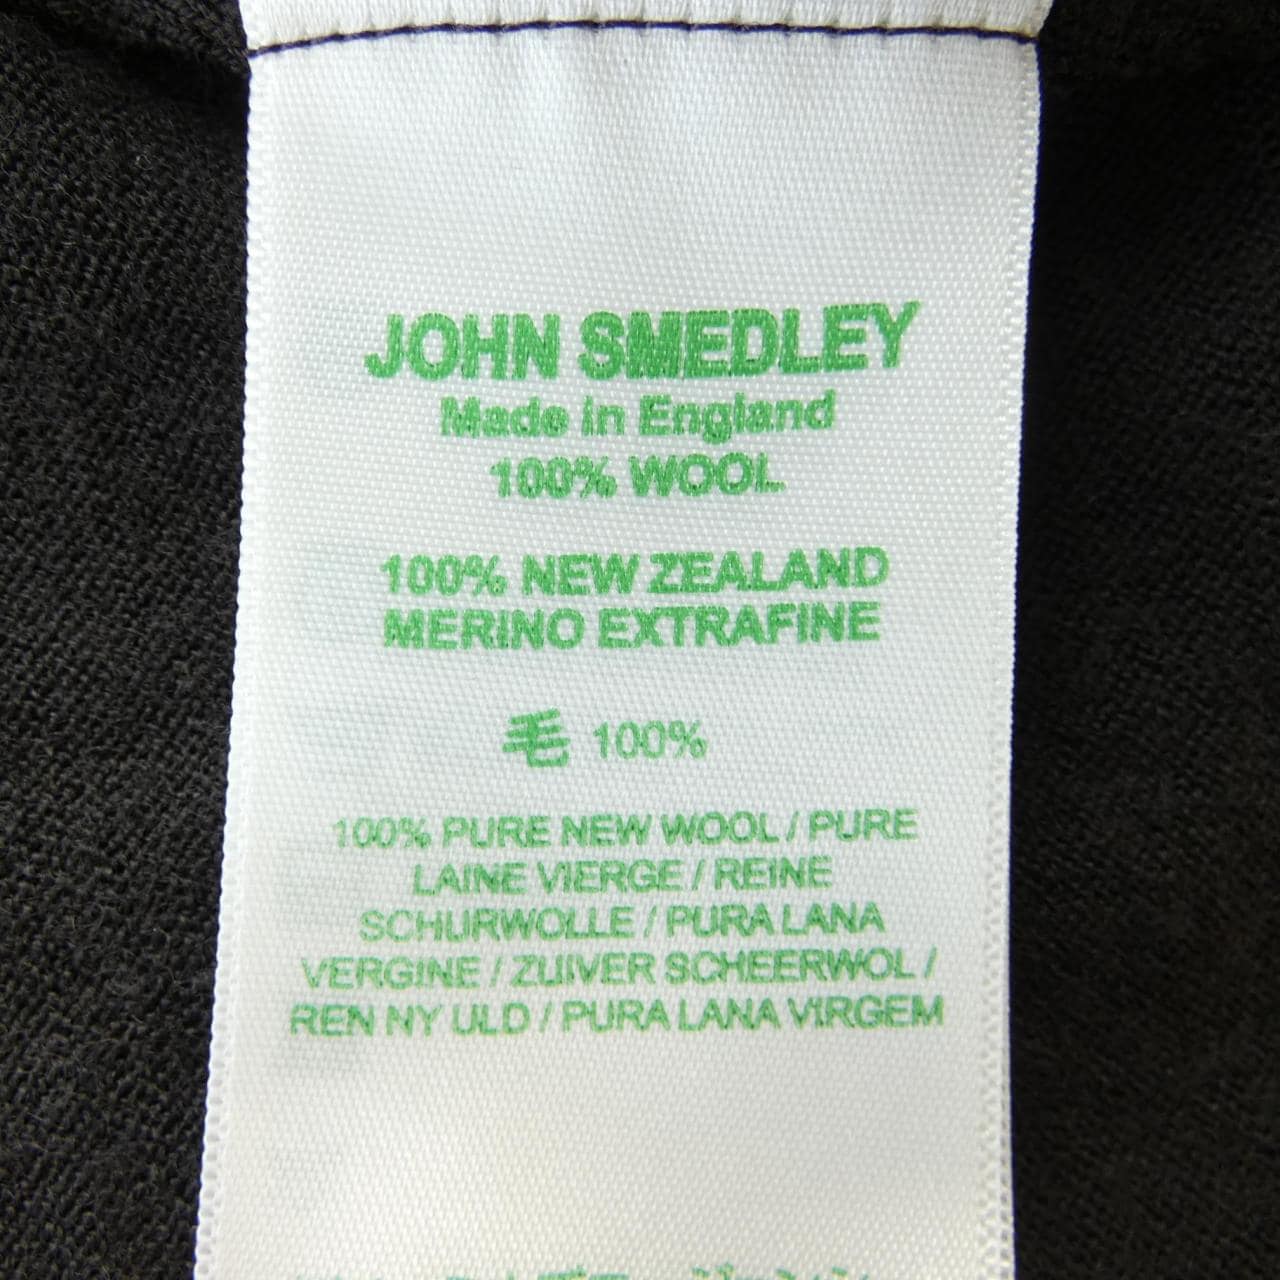 JOHN SMEDLEY
Made in England
100% WOOL
100% NEW ZEALAND
MERINO EXTRAFINE
毛 100%
100% PURE NEW WOOL / PURE
LAINE VIERGE / REINE
SCHURWOLLE / PURA LANA
VERGINE / ZUIVER SCHEERWOL /
REN NY ULD / PURA LANA VIRGEM